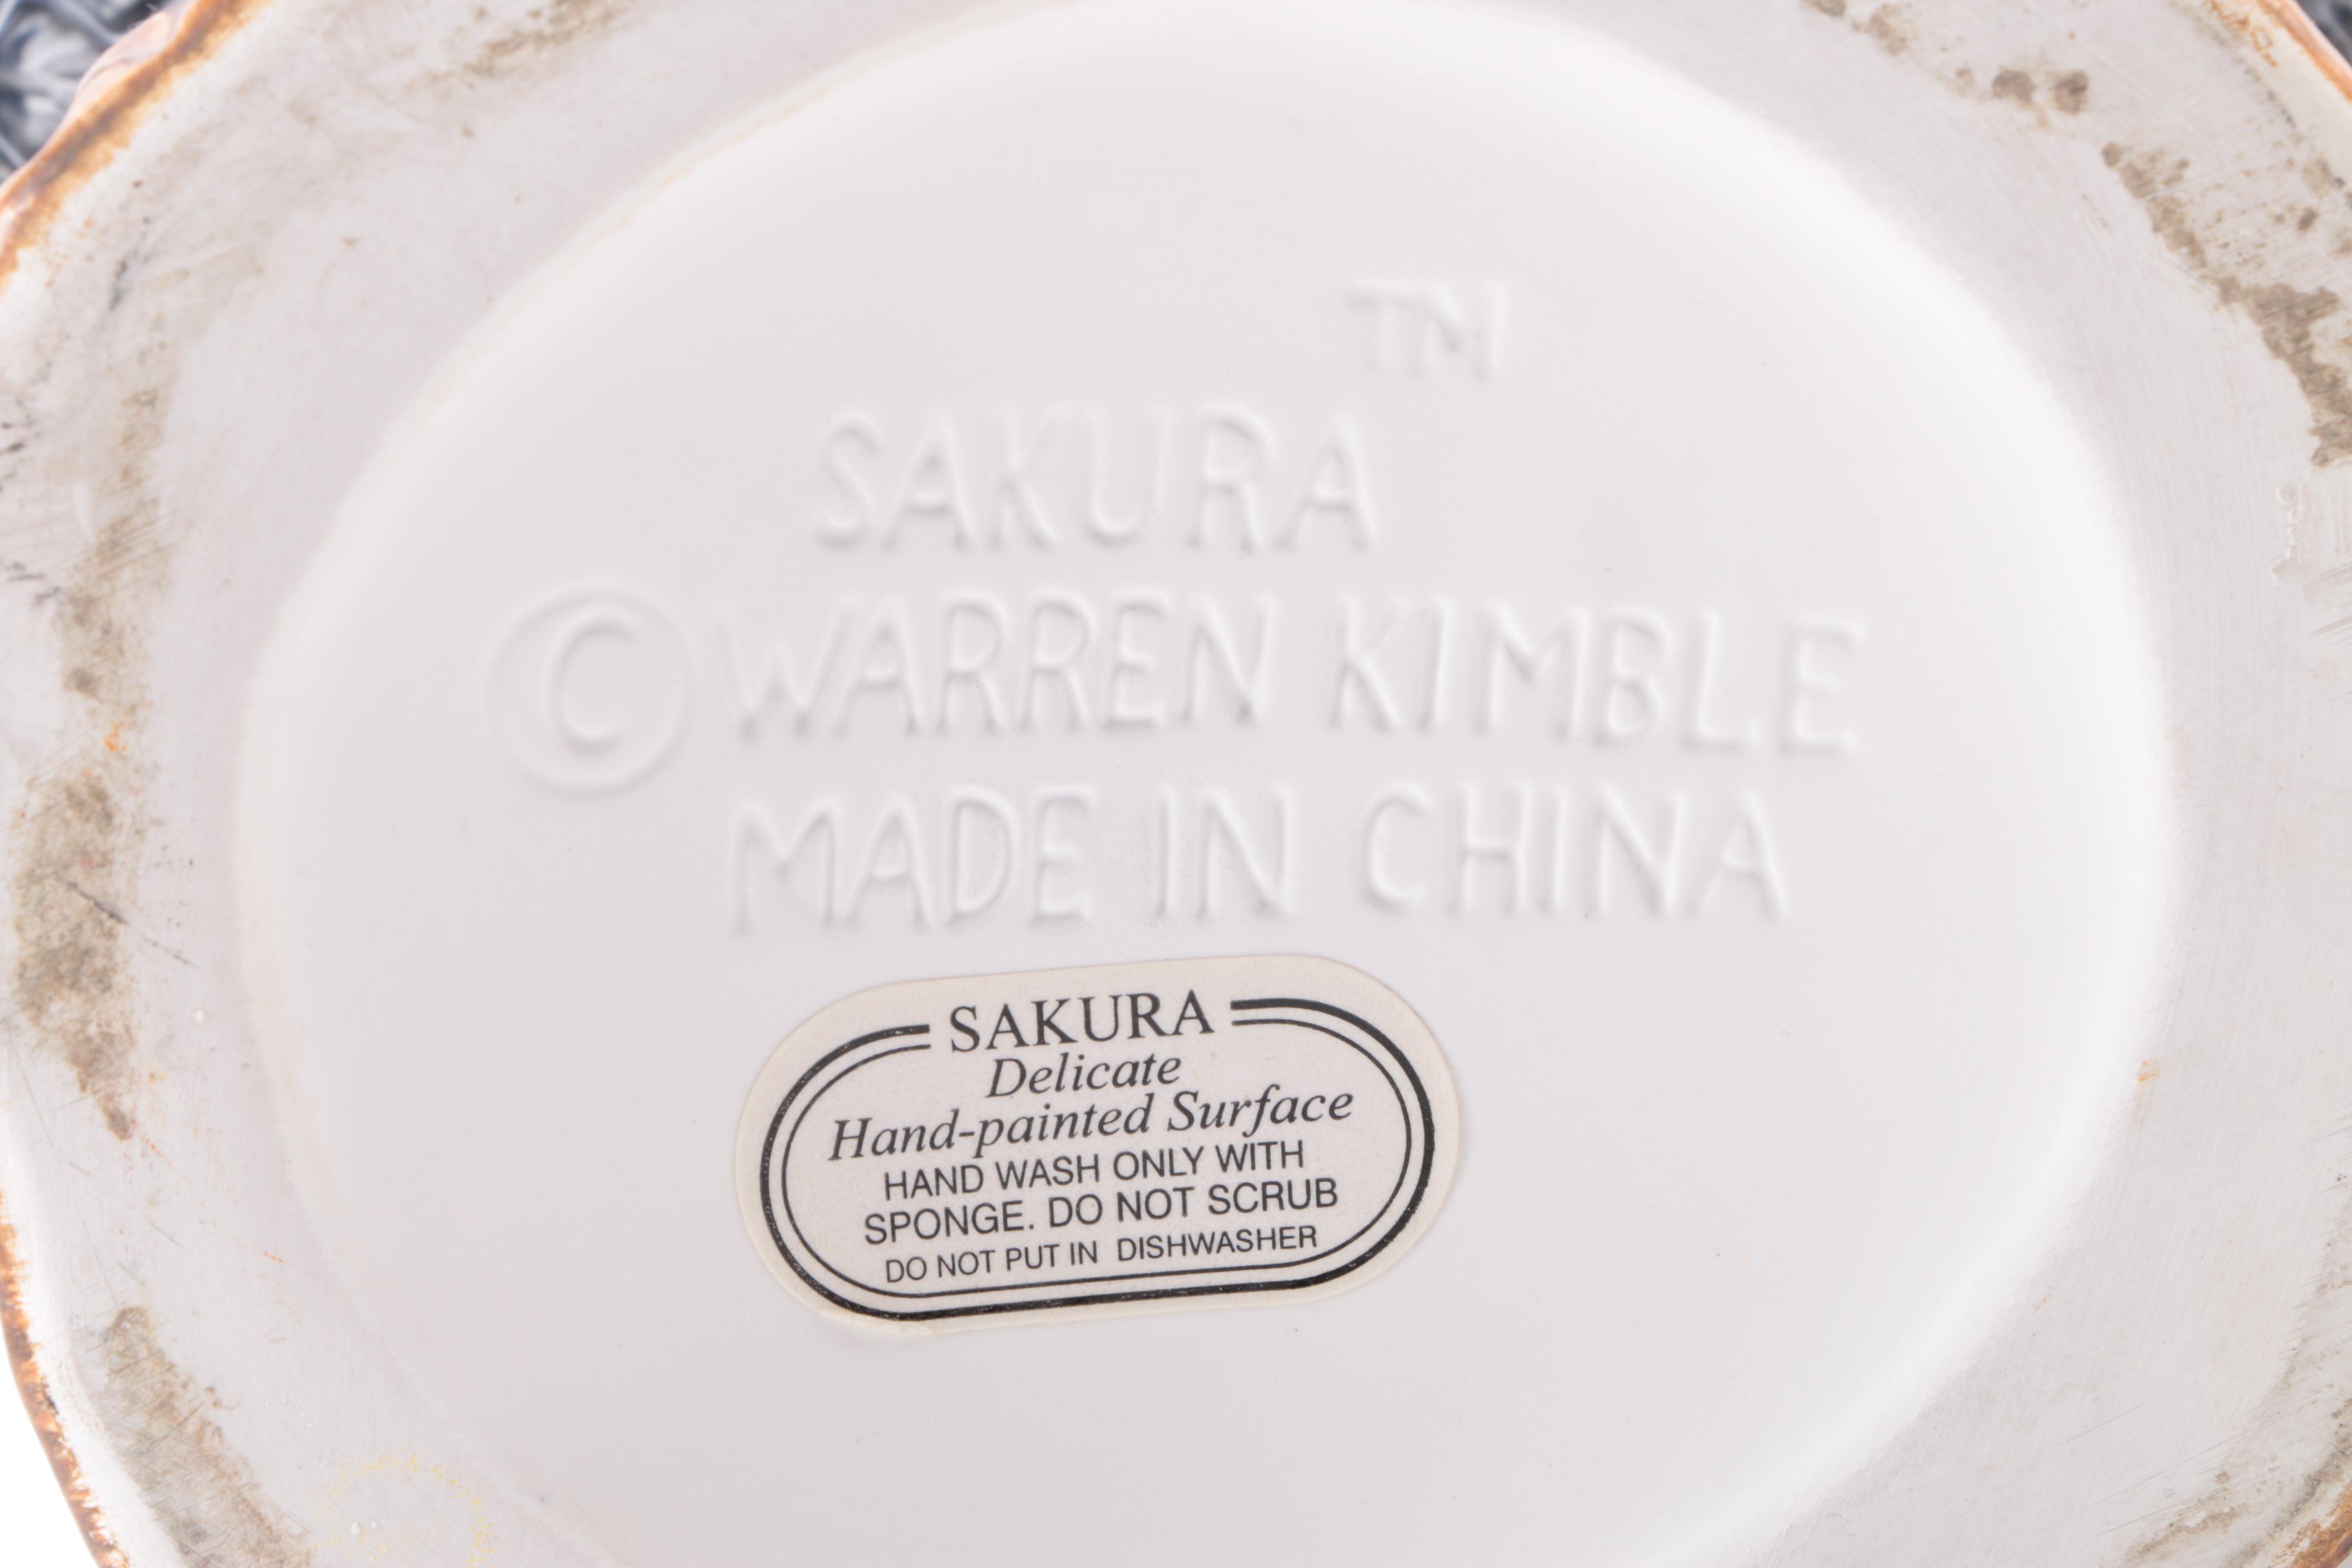 TM
SAKURA
© WARREN KIMBLE
MADE IN CHINA
SAKURA
Delicate
Hand-painted Surface
HAND WASH ONLY WITH
SPONGE. DO NOT SCRUB
DO NOT PUT IN DISHWASHER